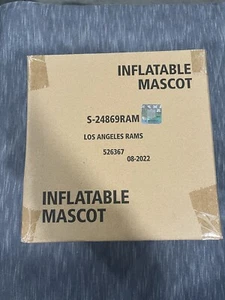 INFLATABLE
MASCOT
S-24869RAM
LOS ANGELES RAMS
526367
08-2022
INFLATABLE
MASCOT